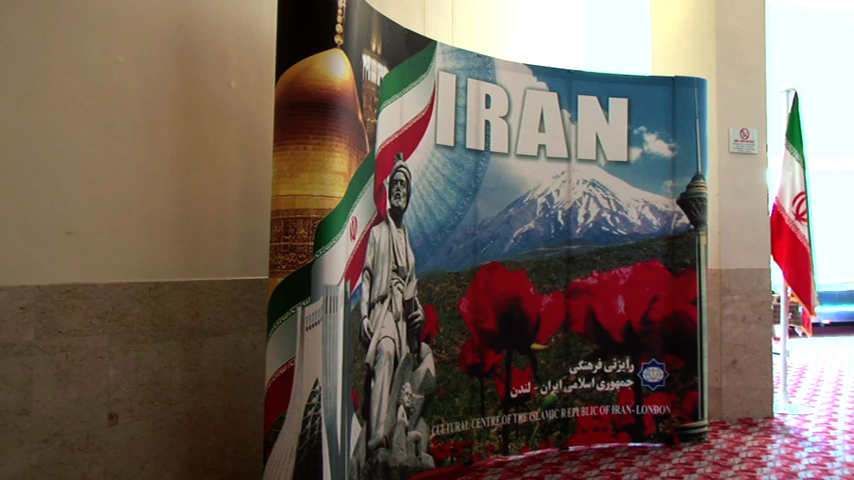 IRAN
رایزنی فرهنگی
جمهوری اسلامی ایران - لندن
CULTURAL CENTRE OF THE ISLAMIC REPUBLIC OF IRAN-LONDON